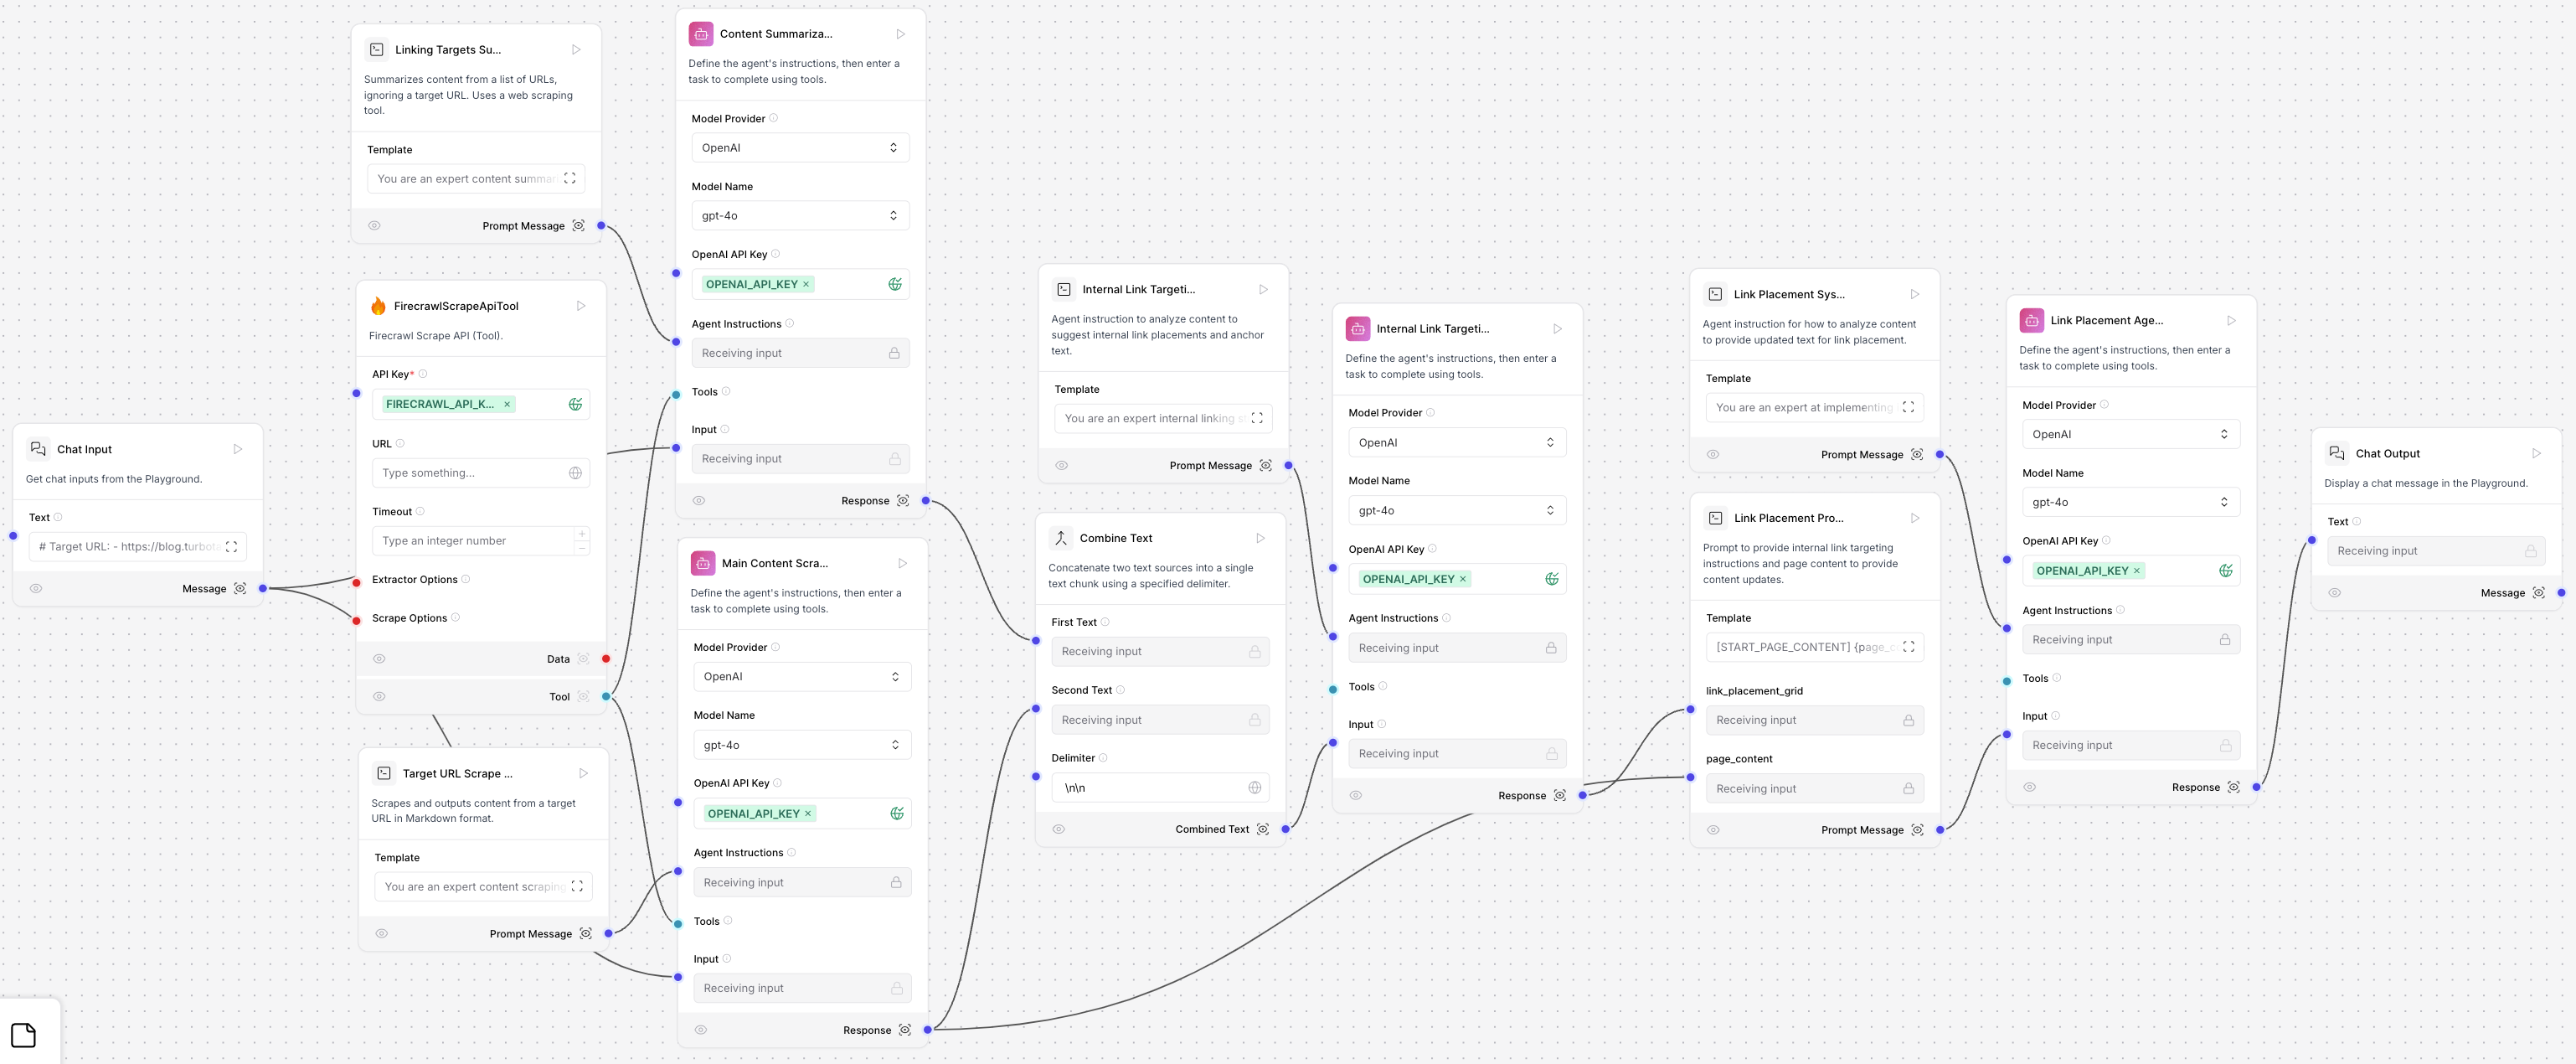 Chat Input
Get chat inputs from the Playground.
Text
# Target URL: - https://blog.turbota
Message
Linking Targets Su...
Summarizes content from a list of URLs,
ignoring a target URL. Uses a web scraping
tool.
Template
You are an expert content summar
Prompt Message
FirecrawlScrapeApiTool
Firecrawl Scrape API (Tool).
API Key*
FIRECRAWL_API_K... ×
URL
Type something...
Timeout
Type an integer number
Extractor Options
Scrape Options
Data
Tool
Target URL Scrape ...
Scrapes and outputs content from a target
URL in Markdown format.
Template
You are an expert content scraping
Prompt Message
Content Summariza...
Define the agent's instructions, then enter a
task to complete using tools.
Model Provider
OpenAI
Model Name
gpt-4o
OpenAI API Key
OPENAI_API_KEY ×
Agent Instructions
Receiving input
Tools
Input
Receiving input
Response
Main Content Scra...
Define the agent's instructions, then enter a
task to complete using tools.
Model Provider
OpenAI
Model Name
gpt-4o
OpenAI API Key
OPENAI_API_KEY ×
Agent Instructions
Receiving input
Tools
Input
Receiving input
Response
Internal Link Targeti...
Agent instruction to analyze content to
suggest internal link placements and anchor
text.
Template
You are an expert internal linking s
Prompt Message
Combine Text
Concatenate two text sources into a single
text chunk using a specified delimiter.
First Text
Receiving input
Second Text
Receiving input
Delimiter
\n\n
Combined Text
Internal Link Targeti...
Define the agent's instructions, then enter a
task to complete using tools.
Model Provider
OpenAI
Model Name
gpt-4o
OpenAI API Key
OPENAI_API_KEY ×
Agent Instructions
Receiving input
Tools
Input
Receiving input
Response
Link Placement Sys...
Agent instruction for how to analyze content
to provide updated text for link placement.
Template
You are an expert at implementing
Prompt Message
Link Placement Pro...
Prompt to provide internal link targeting
instructions and page content to provide
content updates.
Template
[START_PAGE_CONTENT] {page_c
link_placement_grid
Receiving input
page_content
Receiving input
Prompt Message
Link Placement Age...
Define the agent's instructions, then enter a
task to complete using tools.
Model Provider
OpenAI
Model Name
gpt-4o
OpenAI API Key
OPENAI_API_KEY ×
Agent Instructions
Receiving input
Tools
Input
Receiving input
Response
Chat Output
Display a chat message in the Playground.
Text
Receiving input
Message